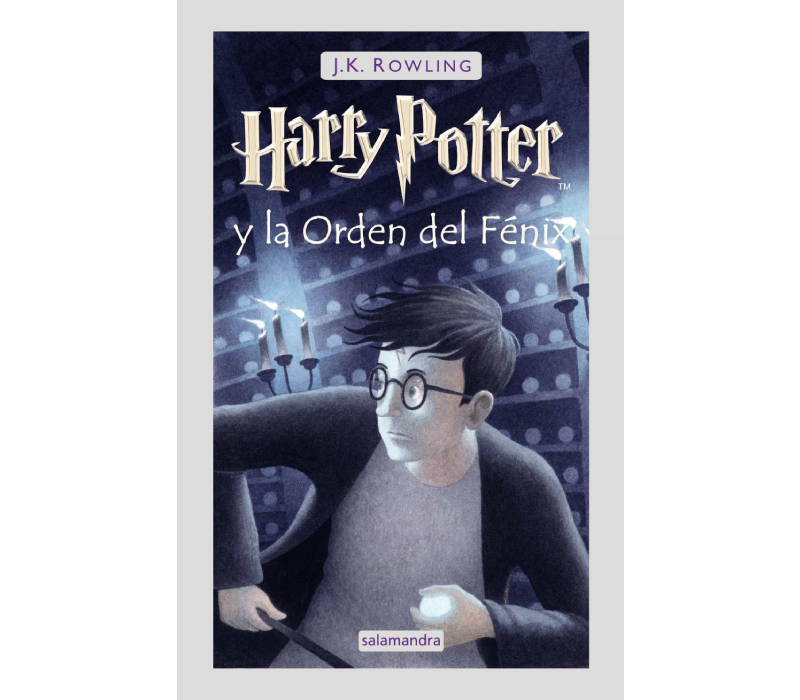 J.K. ROWLING
Harry Potter
™
y la Orden del Fénix
salamandra